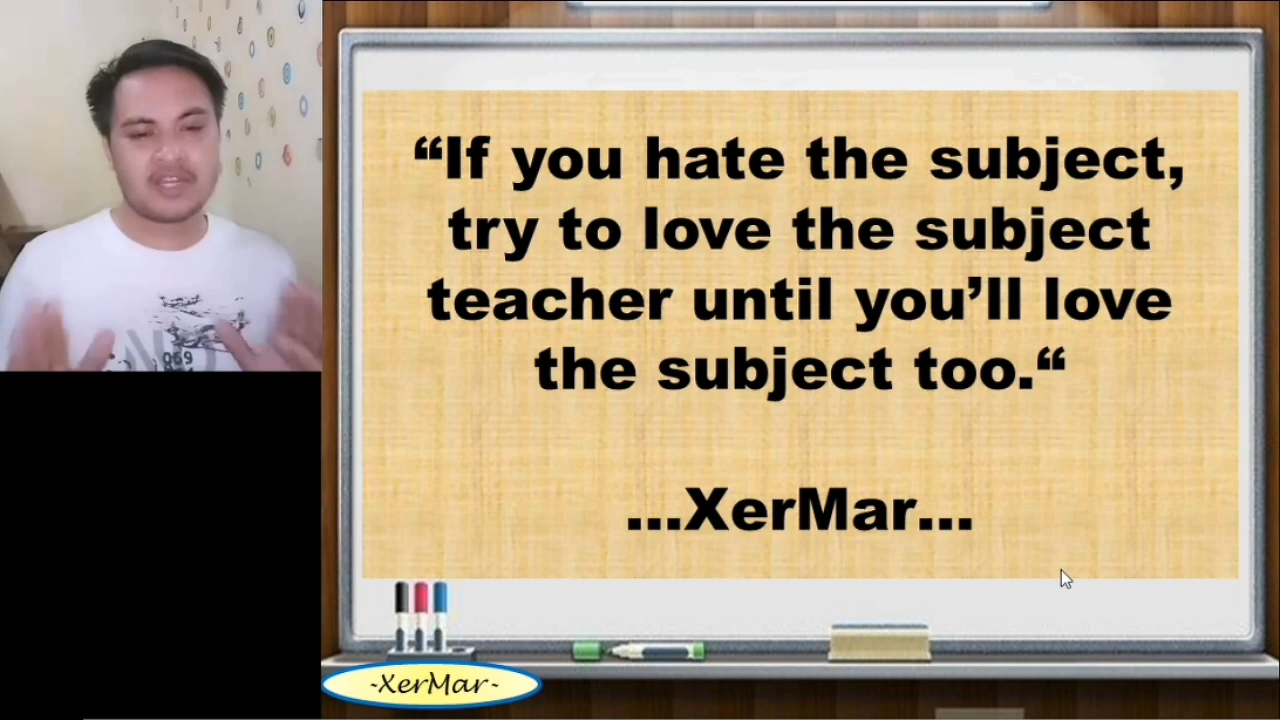 “If you hate the subject,
try to love the subject
teacher until you’ll love
the subject too.“
...XerMar...
-XerMar-
069